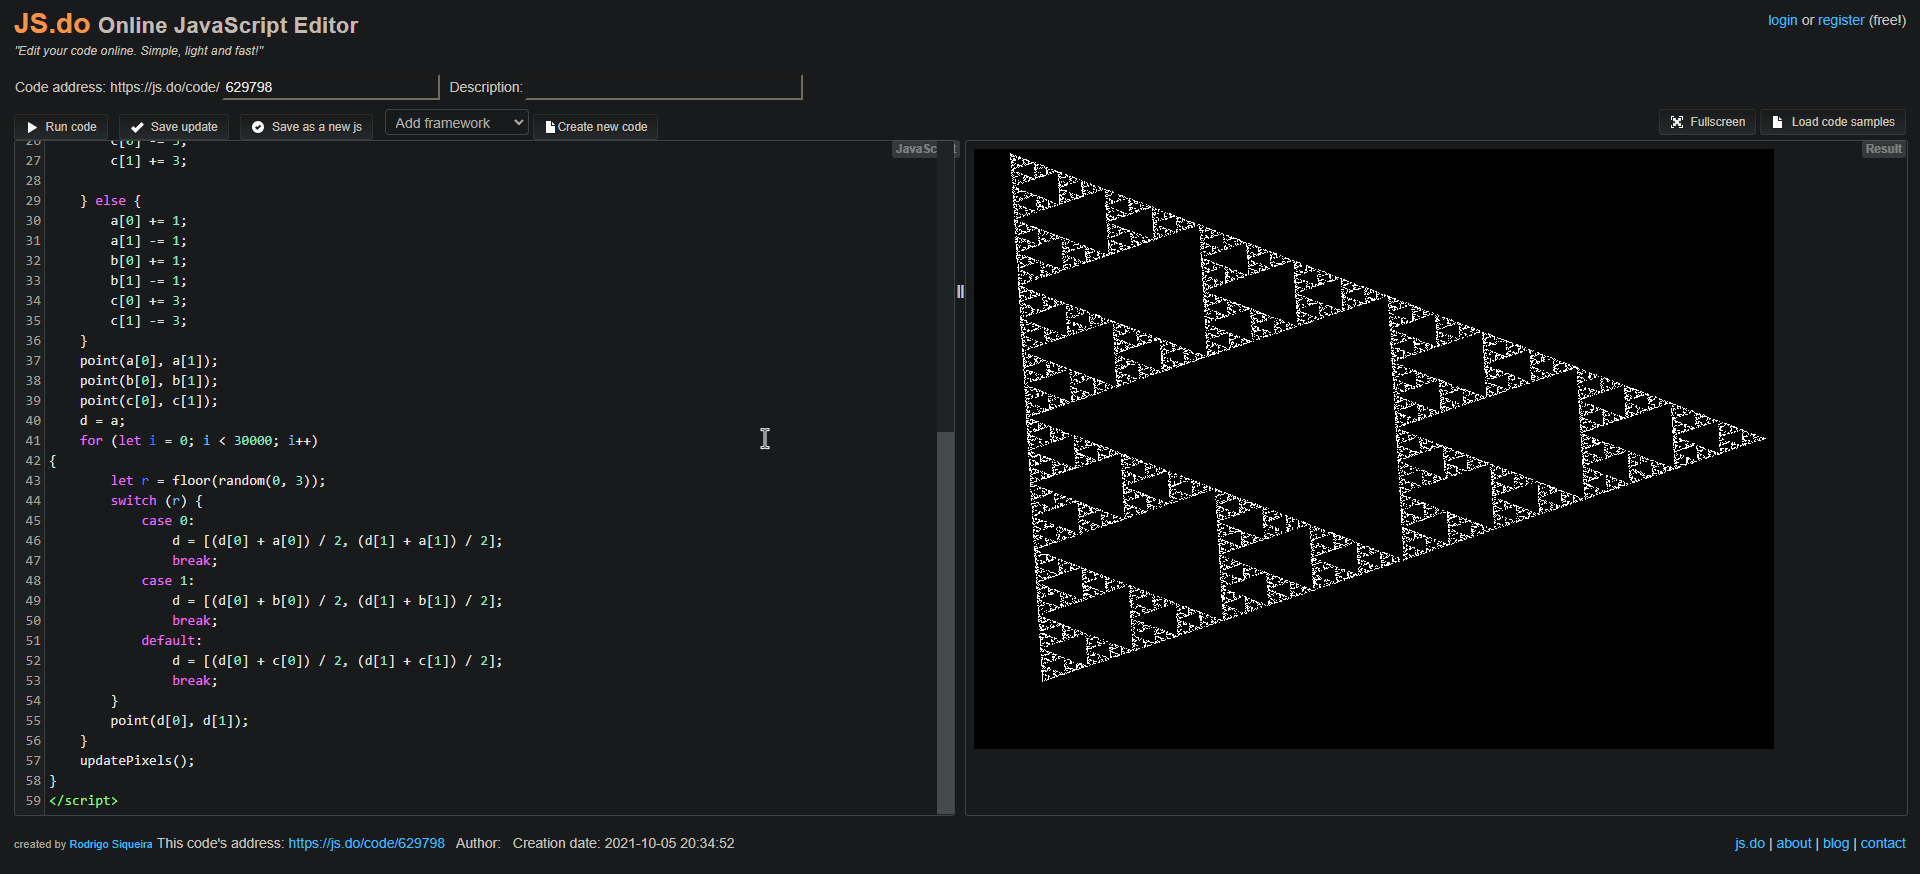 JS.do Online JavaScript Editor
login or register (free!)
"Edit your code online. Simple, light and fast!"
Code address: https://js.do/code/ 629798 Description:
Run code Save update Save as a new js Add framework Create new code Fullscreen Load code samples
JavaSc t Result
26 c[0] -= 3;
27 c[1] += 3;
28
29 } else {
30 a[0] += 1;
31 a[1] -= 1;
32 b[0] += 1;
33 b[1] -= 1;
34 c[0] += 3;
35 c[1] -= 3;
36 }
37 point(a[0], a[1]);
38 point(b[0], b[1]);
39 point(c[0], c[1]);
40 d = a;
41 for (let i = 0; i < 30000; i++)
42 {
43 let r = floor(random(0, 3));
44 switch (r) {
45 case 0:
46 d = [(d[0] + a[0]) / 2, (d[1] + a[1]) / 2];
47 break;
48 case 1:
49 d = [(d[0] + b[0]) / 2, (d[1] + b[1]) / 2];
50 break;
51 default:
52 d = [(d[0] + c[0]) / 2, (d[1] + c[1]) / 2];
53 break;
54 }
55 point(d[0], d[1]);
56 }
57 updatePixels();
58 }
59 </script>
created by Rodrigo Siqueira This code's address: https://js.do/code/629798 Author: Creation date: 2021-10-05 20:34:52
js.do | about | blog | contact